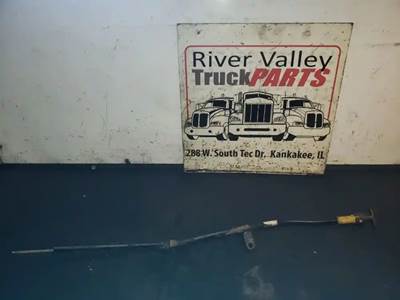 River Valley
TruckPARTS
288 W. South Tec Dr. Kankakee, IL